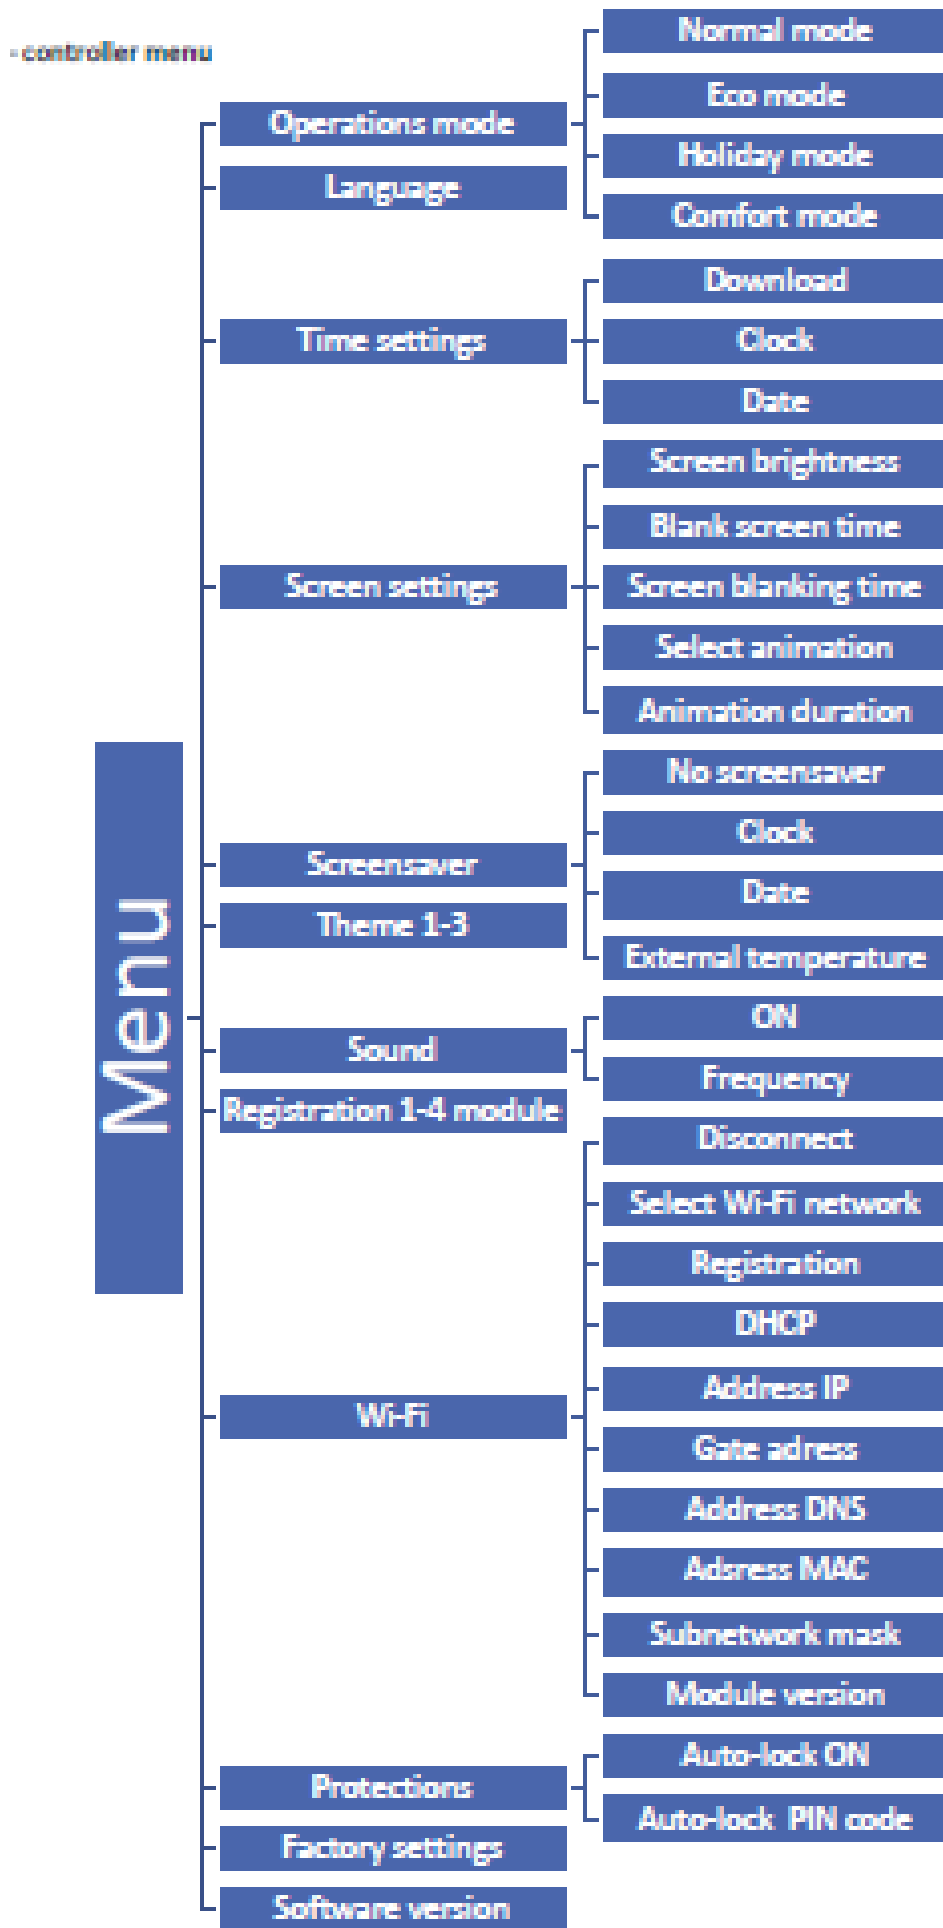 - controller menu
Menu
Operations mode
Normal mode
Eco mode
Holiday mode
Comfort mode
Language
Time settings
Download
Clock
Date
Screen settings
Screen brightness
Blank screen time
Screen blanking time
Select animation
Animation duration
Screensaver
No screensaver
Clock
Date
External temperature
Theme 1-3
Sound
ON
Frequency
Registration 1-4 module
Wi-Fi
Disconnect
Select Wi-Fi network
Registration
DHCP
Address IP
Gate adress
Address DNS
Adsress MAC
Subnetwork mask
Module version
Protections
Auto-lock ON
Auto-lock PIN code
Factory settings
Software version